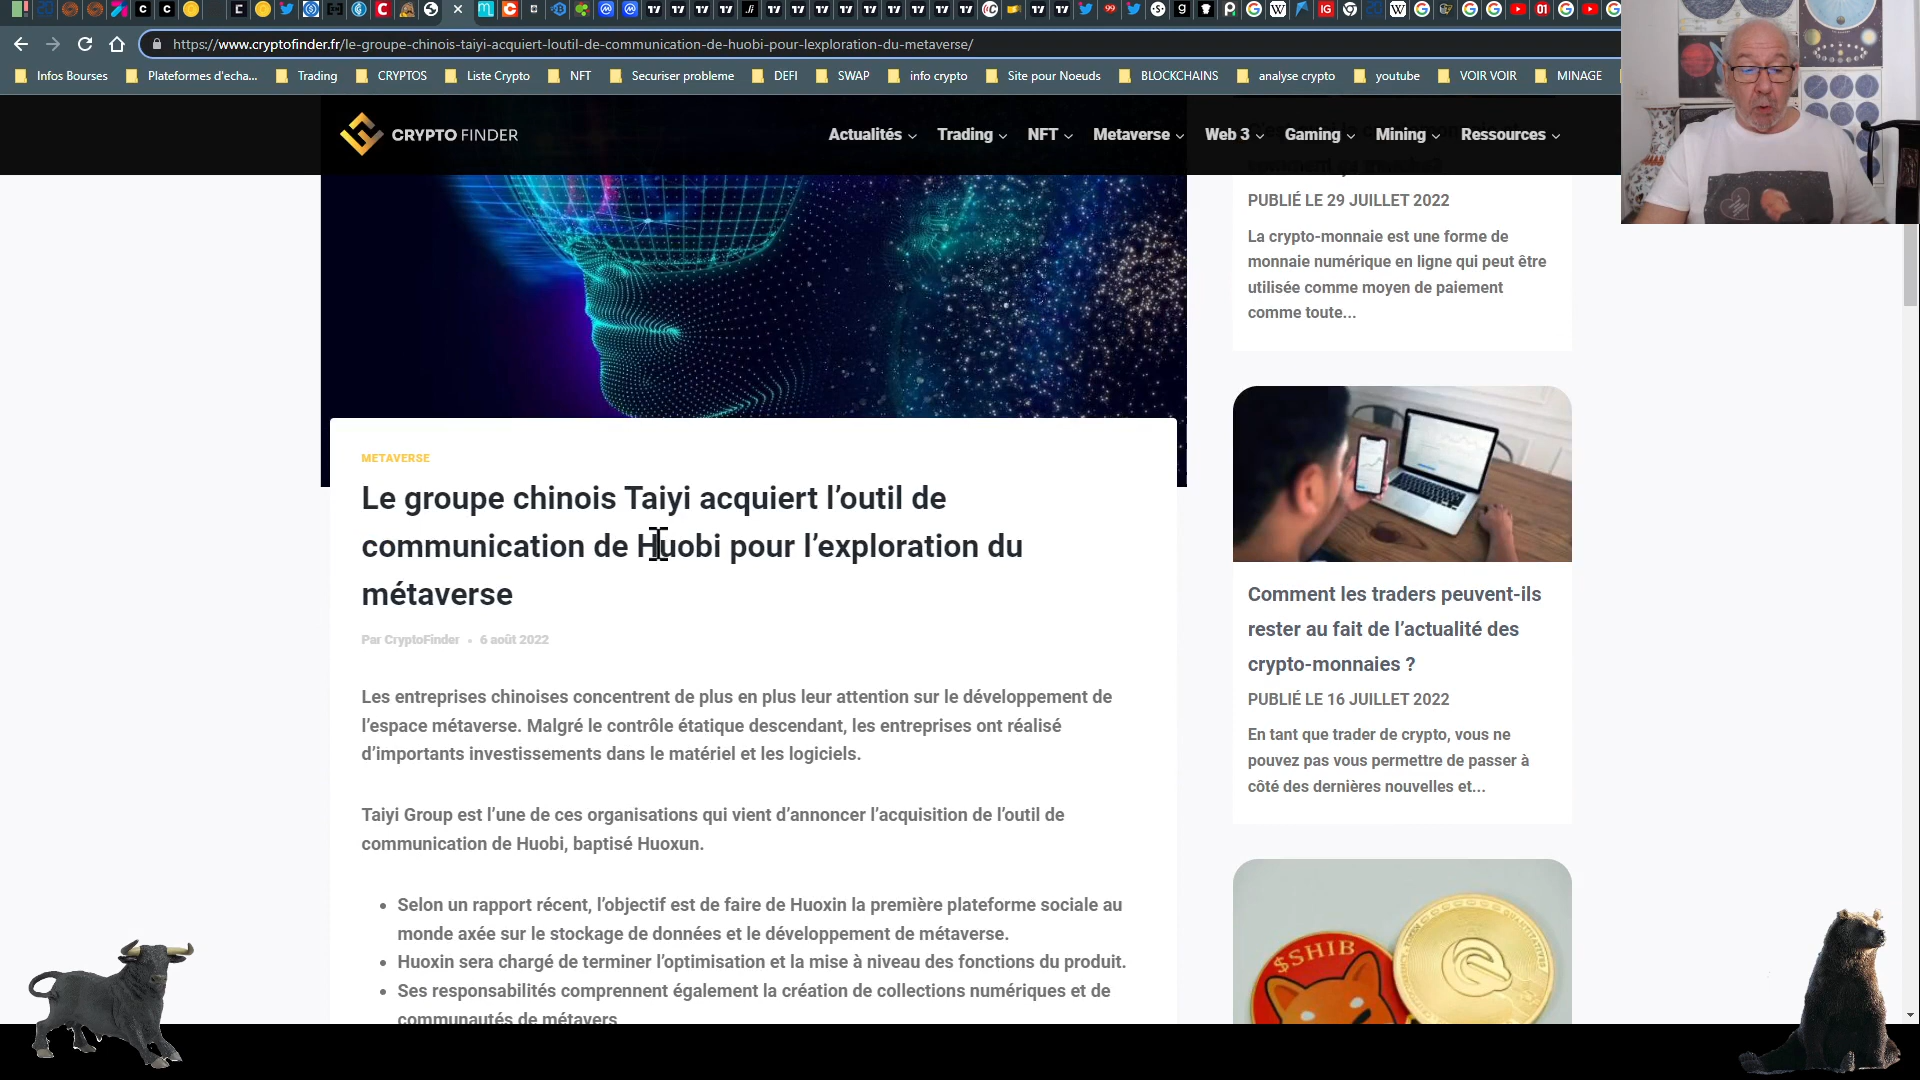 https://www.cryptofinder.fr/le-groupe-chinois-taiyi-acquiert-loutil-de-communication-de-huobi-pour-lexploration-du-metaverse/
Infos Bourses
Plateformes d'echa...
Trading
CRYPTOS
Liste Crypto
NFT
Securiser probleme
DEFI
SWAP
info crypto
Site pour Noeuds
BLOCKCHAINS
analyse crypto
youtube
VOIR VOIR
MINAGE
CRYPTO FINDER
Actualités
Trading
NFT
Metaverse
Web 3
Gaming
Mining
Ressources
METAVERSE
Le groupe chinois Taiyi acquiert l’outil de
communication de Huobi pour l’exploration du
métaverse
Par CryptoFinder • 6 août 2022
Les entreprises chinoises concentrent de plus en plus leur attention sur le développement de
l’espace métaverse. Malgré le contrôle étatique descendant, les entreprises ont réalisé
d’importants investissements dans le matériel et les logiciels.
Taiyi Group est l’une de ces organisations qui vient d’annoncer l’acquisition de l’outil de
communication de Huobi, baptisé Huoxun.
• Selon un rapport récent, l’objectif est de faire de Huoxin la première plateforme sociale au
monde axée sur le stockage de données et le développement de métaverse.
• Huoxin sera chargé de terminer l’optimisation et la mise à niveau des fonctions du produit.
• Ses responsabilités comprennent également la création de collections numériques et de
communautés de métavers
PUBLIÉ LE 29 JUILLET 2022
La crypto-monnaie est une forme de
monnaie numérique en ligne qui peut être
utilisée comme moyen de paiement
comme toute...
Comment les traders peuvent-ils
rester au fait de l’actualité des
crypto-monnaies ?
PUBLIÉ LE 16 JUILLET 2022
En tant que trader de crypto, vous ne
pouvez pas vous permettre de passer à
côté des dernières nouvelles et...
$SHIB